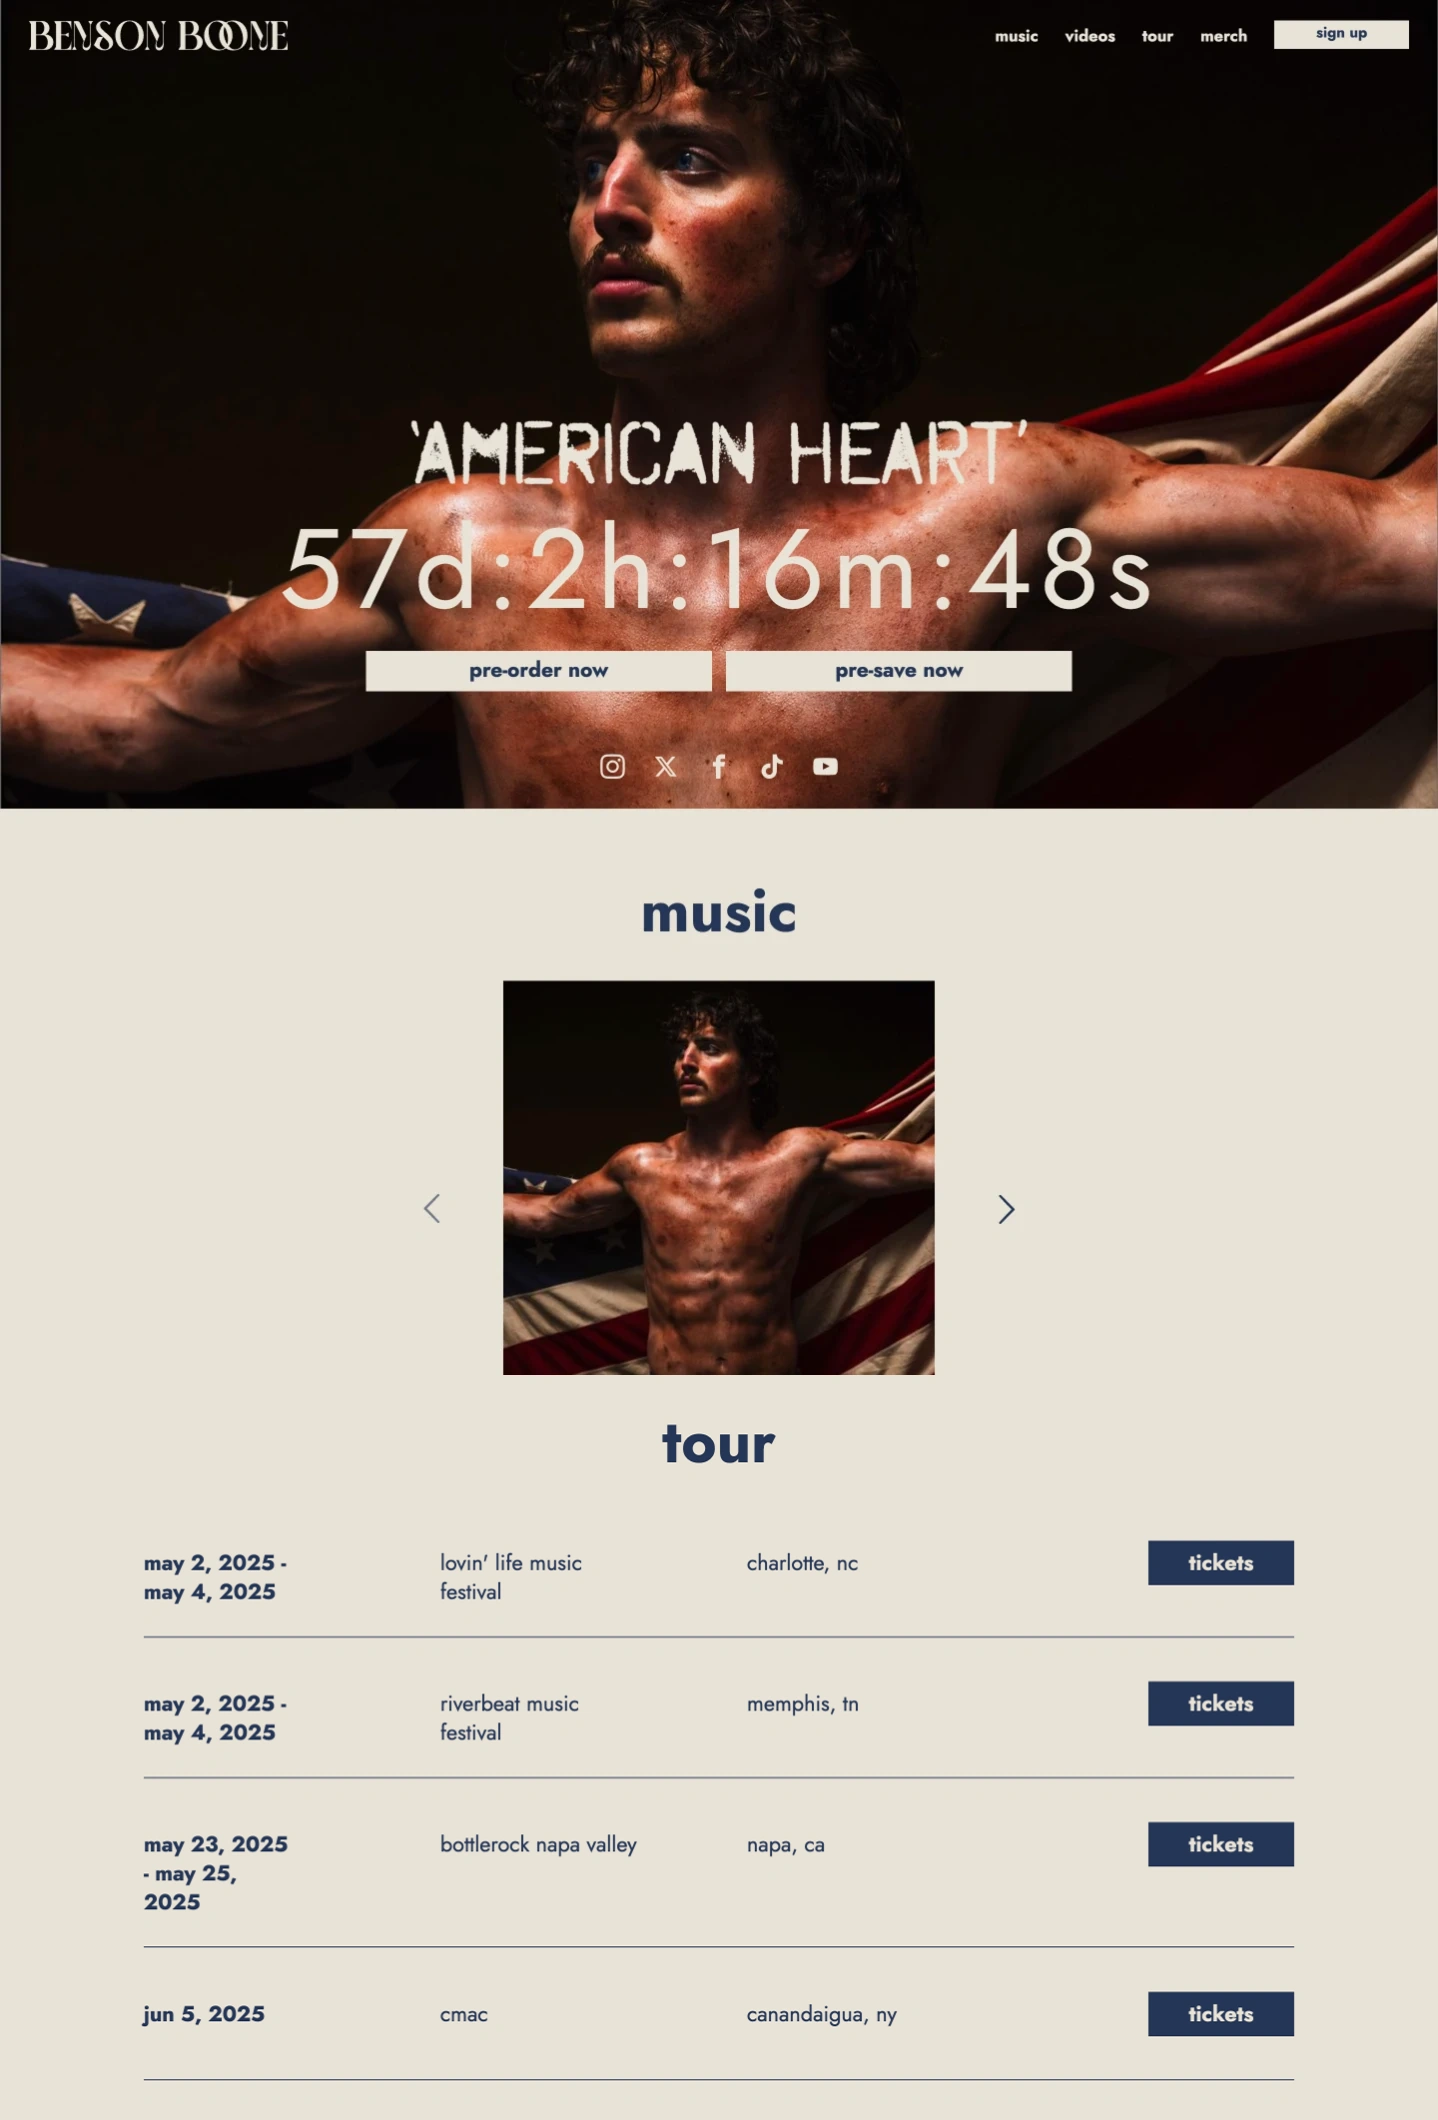 BENSON BOONE
music videos tour merch sign up
'AMERICAN HEART'
57d:2h:16m:48s
pre-order now pre-save now
music
tour
may 2, 2025 -
may 4, 2025
lovin' life music
festival
charlotte, nc
tickets
may 2, 2025 -
may 4, 2025
riverbeat music
festival
memphis, tn
tickets
may 23, 2025
- may 25,
2025
bottlerock napa valley
napa, ca
tickets
jun 5, 2025
cmac
canandaigua, ny
tickets